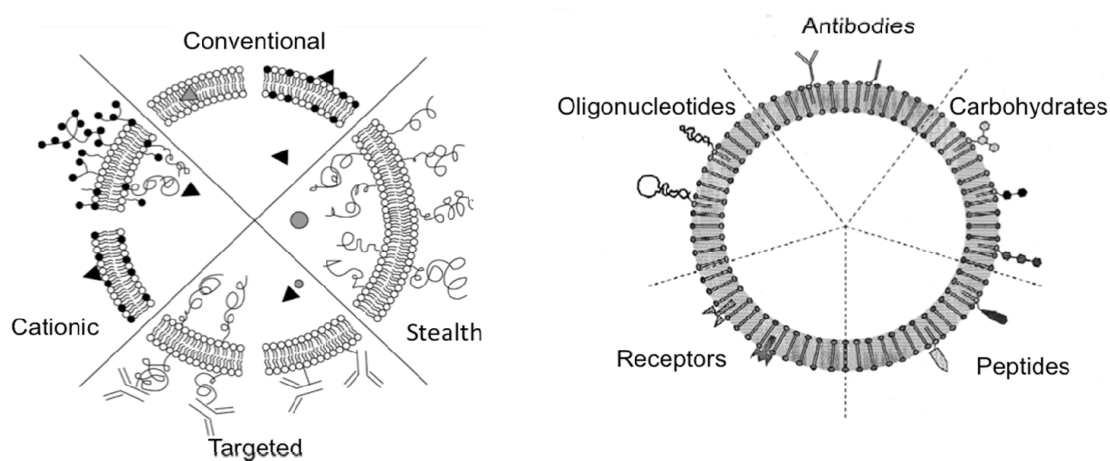 Conventional
Cationic
Stealth
Targeted
Antibodies
Oligonucleotides
Carbohydrates
Receptors
Peptides